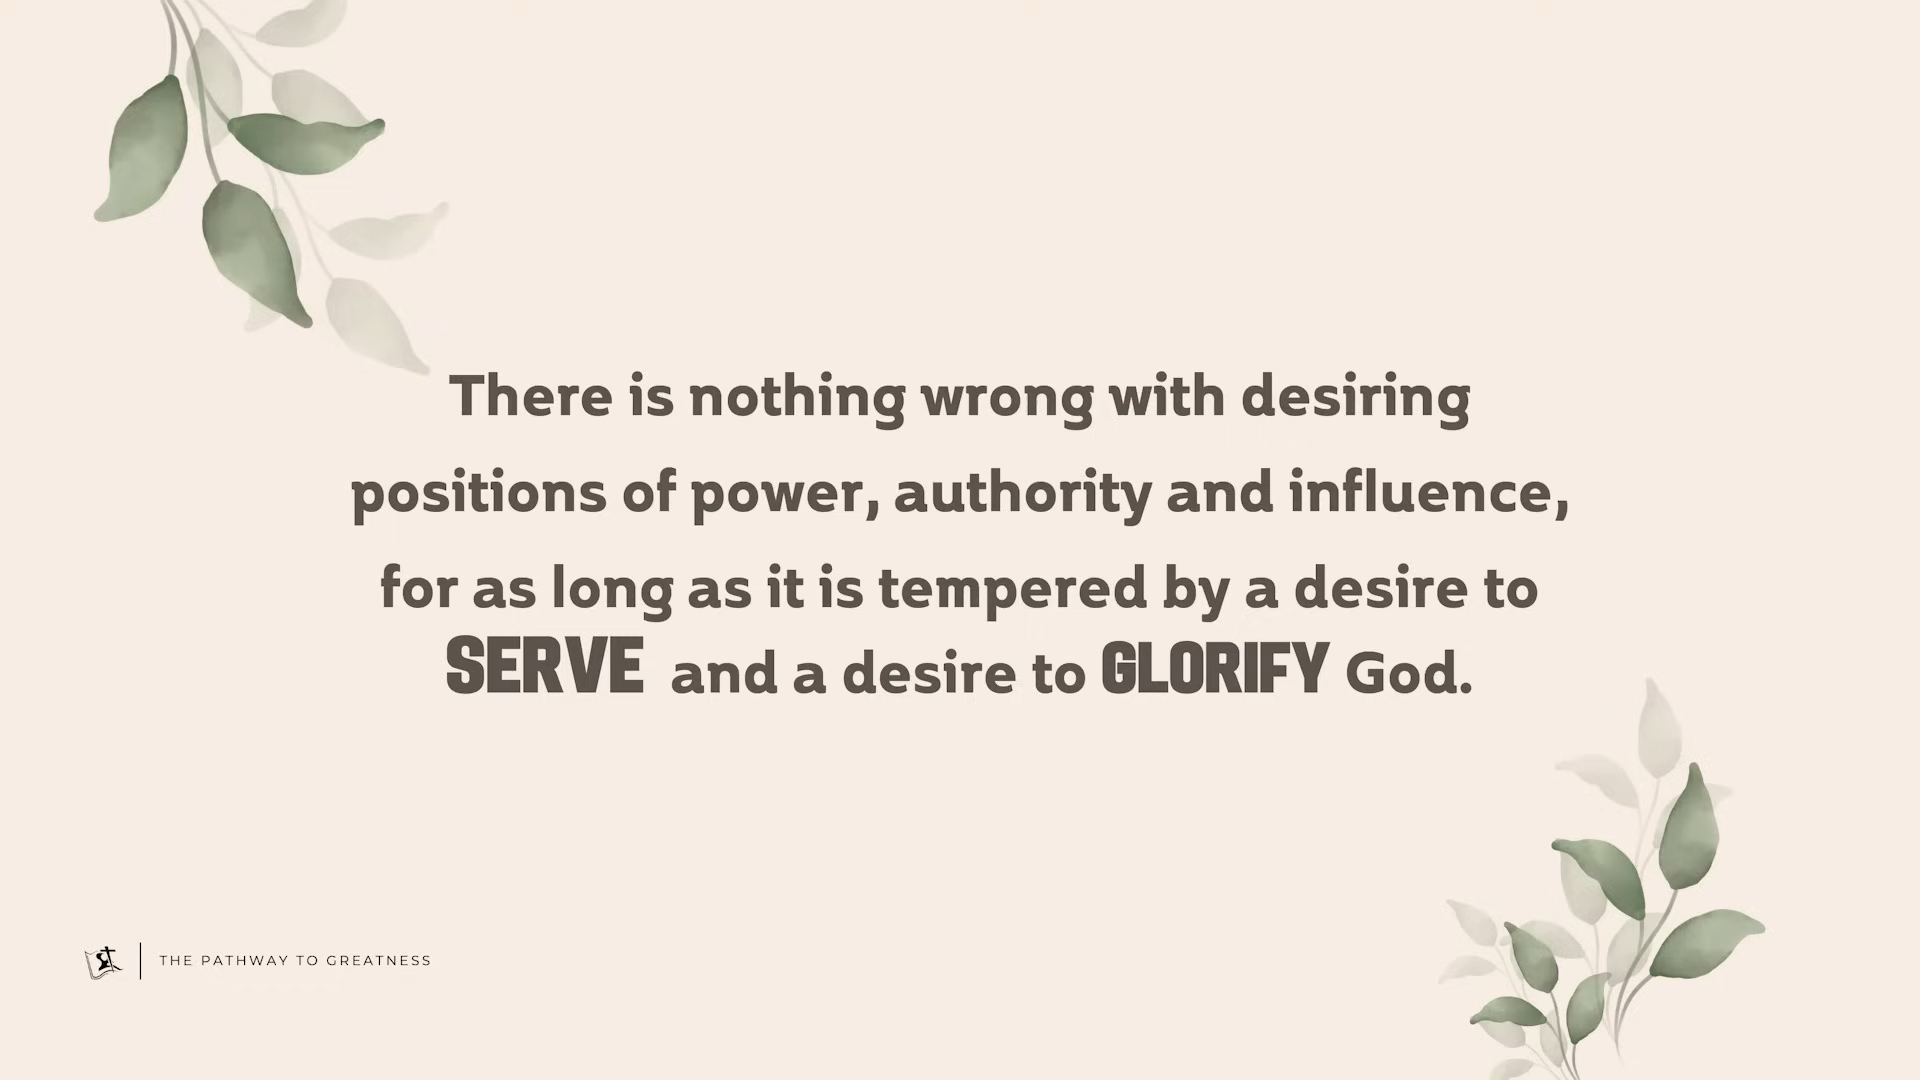 There is nothing wrong with desiring
positions of power, authority and influence,
for as long as it is tempered by a desire to
SERVE and a desire to GLORIFY God.
THE PATHWAY TO GREATNESS